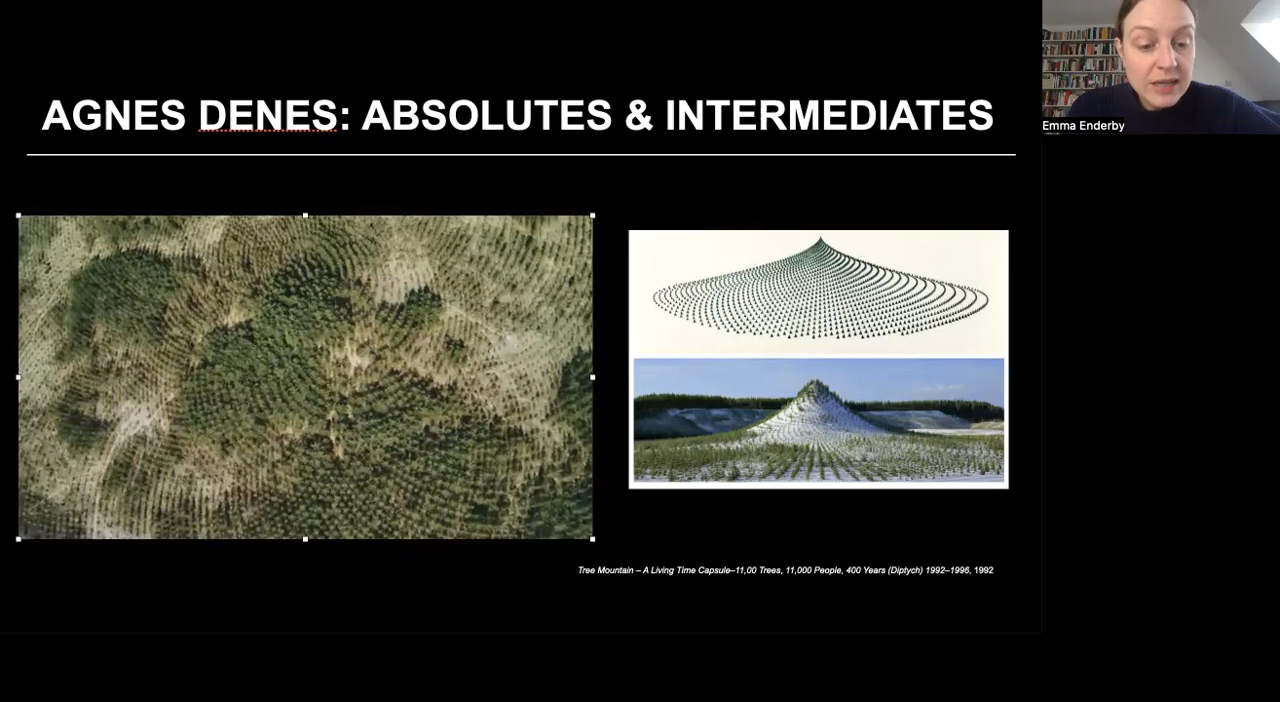 AGNES DENES: ABSOLUTES & INTERMEDIATES
Emma Enderby
Tree Mountain – A Living Time Capsule–11,00 Trees, 11,000 People, 400 Years (Diptych) 1992–1996, 1992